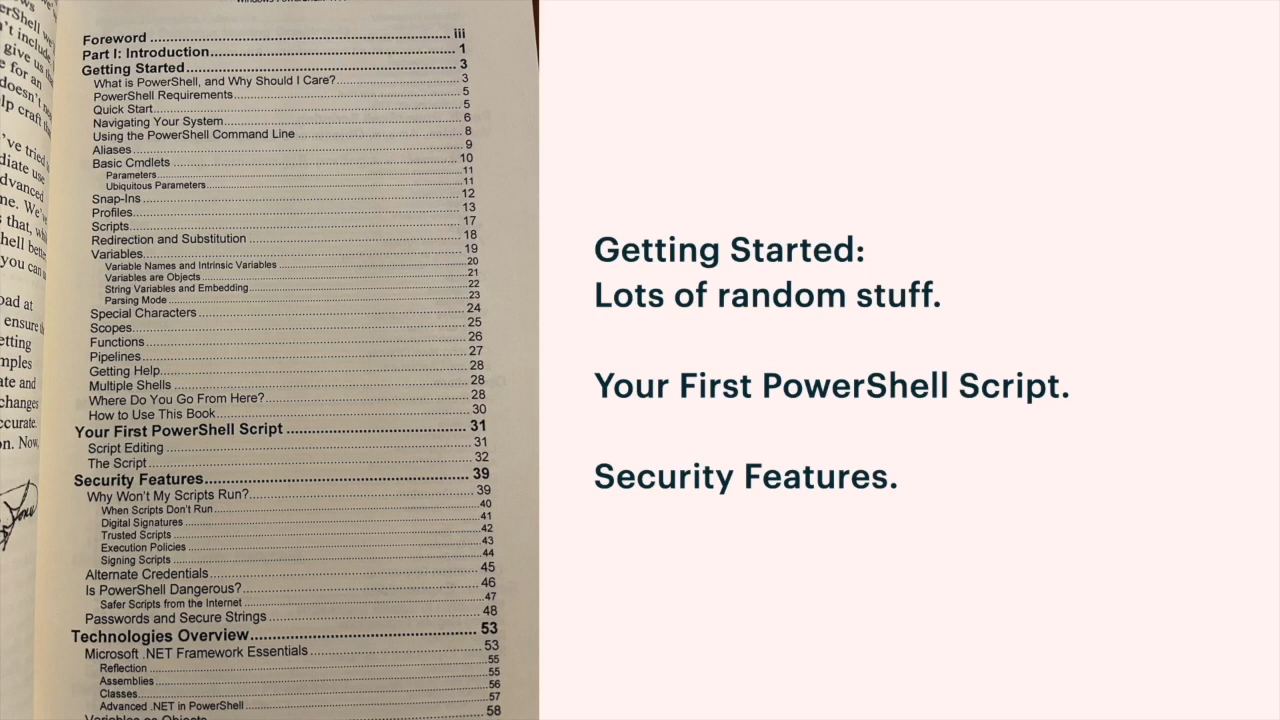 Foreword ... iii
Part I: Introduction ... 1
Getting Started ... 3
What is PowerShell, and Why Should I Care? ... 3
PowerShell Requirements ... 5
Quick Start ... 5
Navigating Your System ... 6
Using the PowerShell Command Line ... 8
Aliases ... 9
Basic Cmdlets ... 10
Parameters ... 11
Ubiquitous Parameters ... 11
Snap-Ins ... 12
Profiles ... 13
Scripts ... 17
Redirection and Substitution ... 18
Variables ... 19
Variable Names and Intrinsic Variables ... 20
Variables are Objects ... 21
String Variables and Embedding ... 22
Parsing Mode ... 23
Special Characters ... 24
Scopes ... 25
Functions ... 26
Pipelines ... 27
Getting Help ... 28
Multiple Shells ... 28
Where Do You Go From Here? ... 28
How to Use This Book ... 30
Your First PowerShell Script ... 31
Script Editing ... 31
The Script ... 32
Security Features ... 39
Why Won't My Scripts Run? ... 39
When Scripts Don't Run ... 40
Digital Signatures ... 41
Trusted Scripts ... 42
Execution Policies ... 43
Signing Scripts ... 44
Alternate Credentials ... 45
Is PowerShell Dangerous? ... 46
Safer Scripts from the Internet ... 47
Passwords and Secure Strings ... 48
Technologies Overview ... 53
Microsoft .NET Framework Essentials ... 53
Reflection ... 55
Assemblies ... 55
Classes ... 56
Advanced .NET in PowerShell ... 57
Variables as Objects ... 58
Getting Started:
Lots of random stuff.
Your First PowerShell Script.
Security Features.